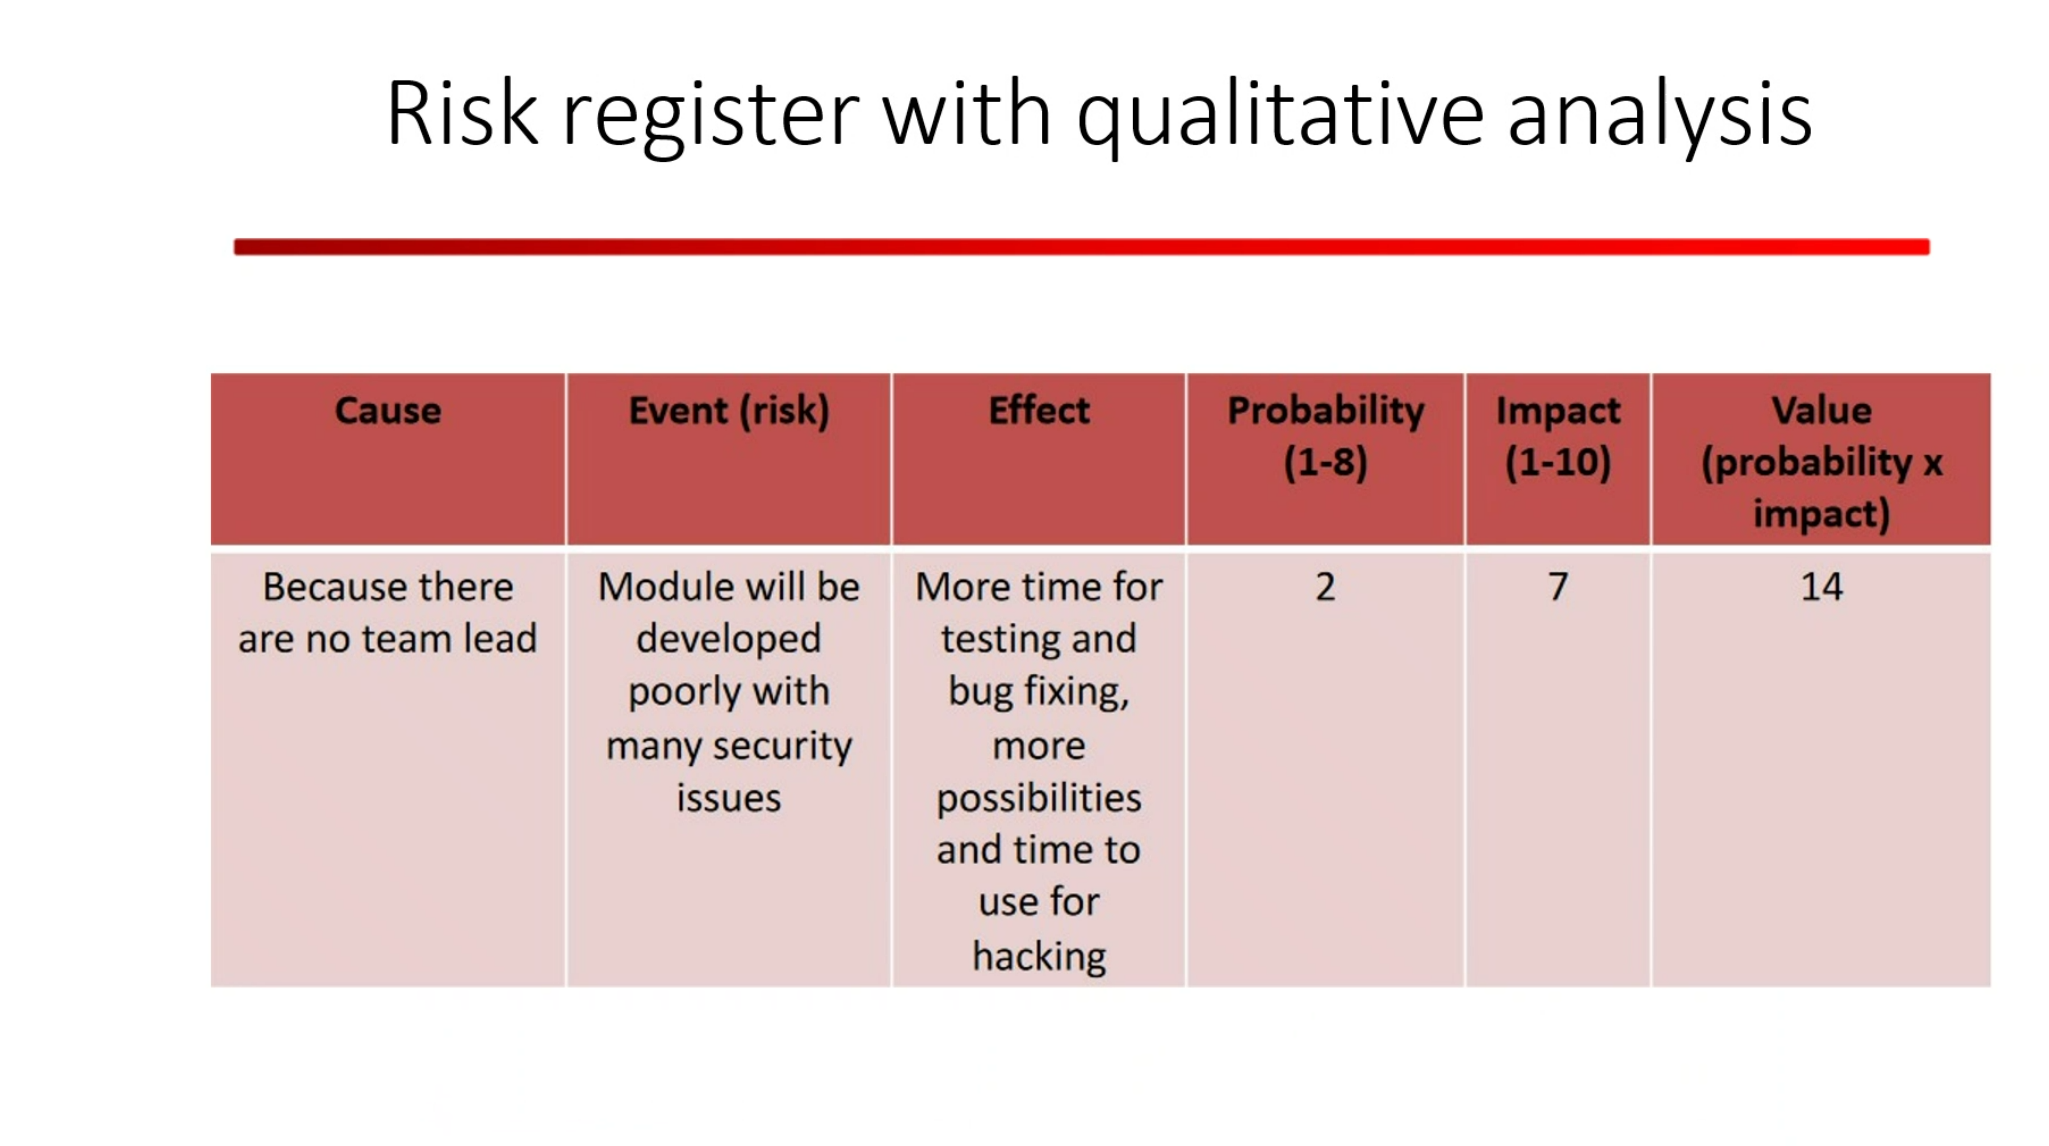 Risk register with qualitative analysis
Cause
Event (risk)
Effect
Probability
(1-8)
Impact
(1-10)
Value
(probability x
impact)
Because there
are no team lead
Module will be
developed
poorly with
many security
issues
More time for
testing and
bug fixing,
more
possibilities
and time to
use for
hacking
2
7
14